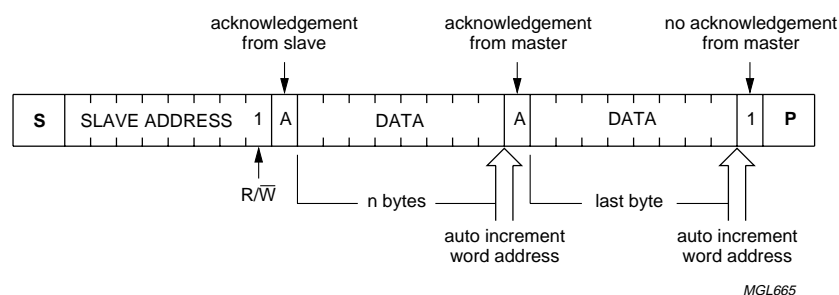 acknowledgement
from slave
acknowledgement
from master
no acknowledgement
from master
S SLAVE ADDRESS 1 A DATA A DATA 1 P
R/W̅
n bytes
last byte
auto increment
word address
auto increment
word address
MGL665